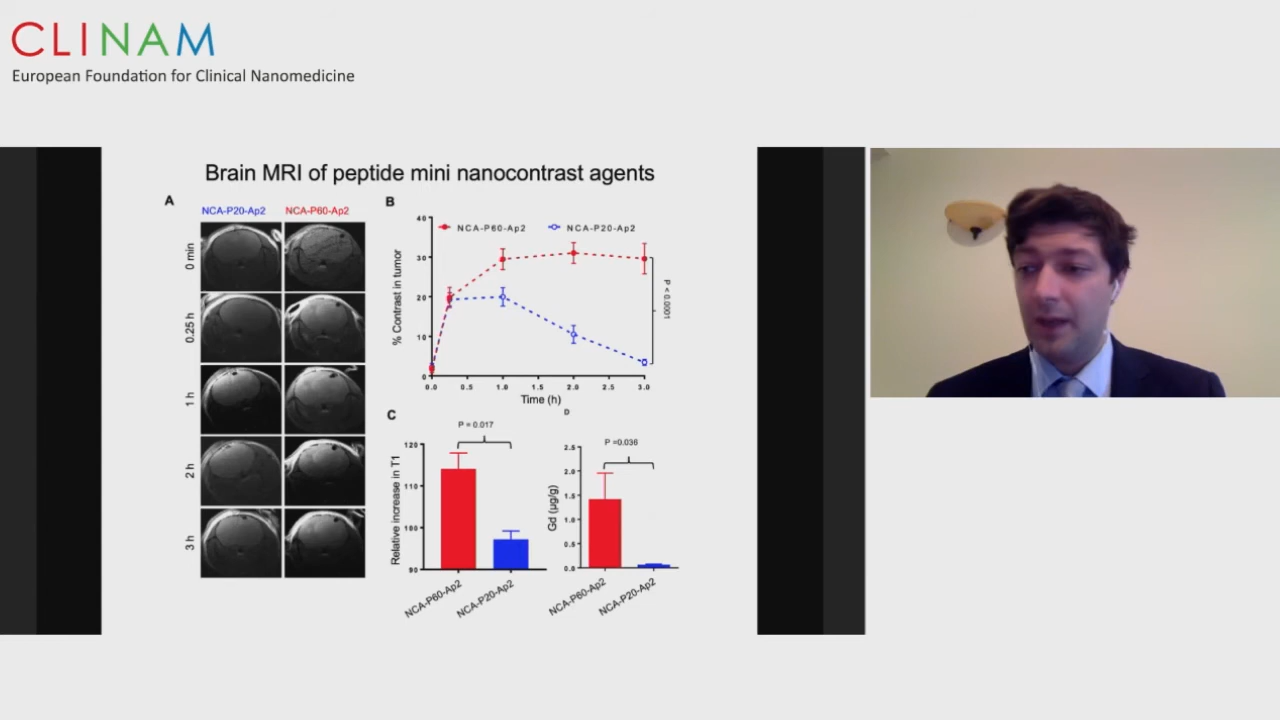 CLINAM
European Foundation for Clinical Nanomedicine
Brain MRI of peptide mini nanocontrast agents
A
NCA-P20-Ap2 NCA-P60-Ap2
0 min
0.25 h
1 h
2 h
3 h
B
NCA-P60-Ap2 NCA-P20-Ap2
% Contrast in tumor
40
30
20
10
0
0.0 0.5 1.0 1.5 2.0 2.5 3.0
Time (h)
P < 0.0001
C
P = 0.017
Relative increase in T1
120
110
100
90
NCA-P60-Ap2 NCA-P20-Ap2
D
P =0.036
Gd (µg/g)
2.5
2.0
1.5
1.0
0.5
0.0
NCA-P60-Ap2 NCA-P20-Ap2